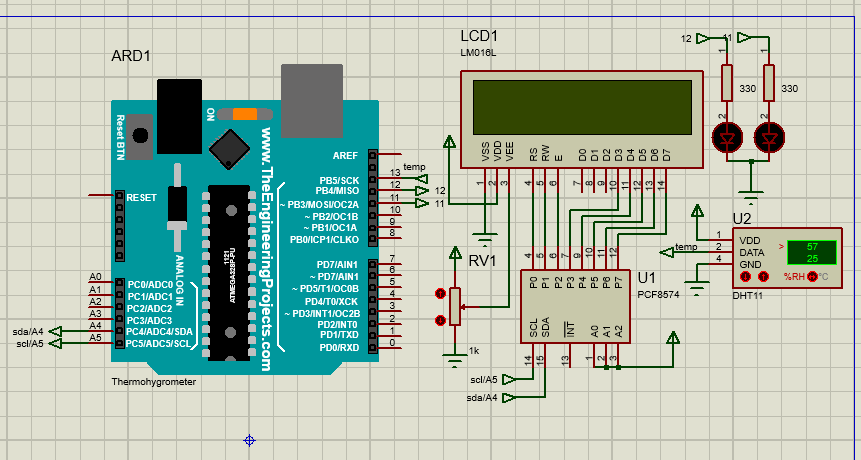 ARD1
Reset BTN
ON
www.TheEngineeringProjects.com
1121
ATMEGA328P-PU
ANALOG IN
RESET
AREF
PB5/SCK
PB4/MISO
~ PB3/MOSI/OC2A
~ PB2/OC1B
~ PB1/OC1A
PB0/ICP1/CLKO
PD7/AIN1
~ PD7/AIN1
~ PD5/T1/OC0B
PD4/T0/XCK
~ PD3/INT1/OC2B
PD2/INT0
PD1/TXD
PD0/RXD
13
12
11
10
9
8
7
6
5
4
3
2
1
0
temp
12
11
A0
A1
A2
A3
A4
A5
PC0/ADC0
PC1/ADC1
PC2/ADC2
PC3/ADC3
PC4/ADC4/SDA
PC5/ADC5/SCL
sda/A4
scl/A5
Thermohygrometer
LCD1
LM016L
VSS
VDD
VEE
RS
RW
E
D0
D1
D2
D3
D4
D5
D6
D7
1
2
3
4
5
6
7
8
9
10
11
12
13
14
RV1
1k
4
5
6
7
9
10
11
12
P0
P1
P2
P3
P4
P5
P6
P7
U1
PCF8574
SCL
SDA
INT
A0
A1
A2
14
15
13
1
2
3
scl/A5
sda/A4
12
11
1
1
330
330
2
2
U2
1
2
4
temp
VDD
DATA
GND
>
57
25
%RH
°C
DHT11